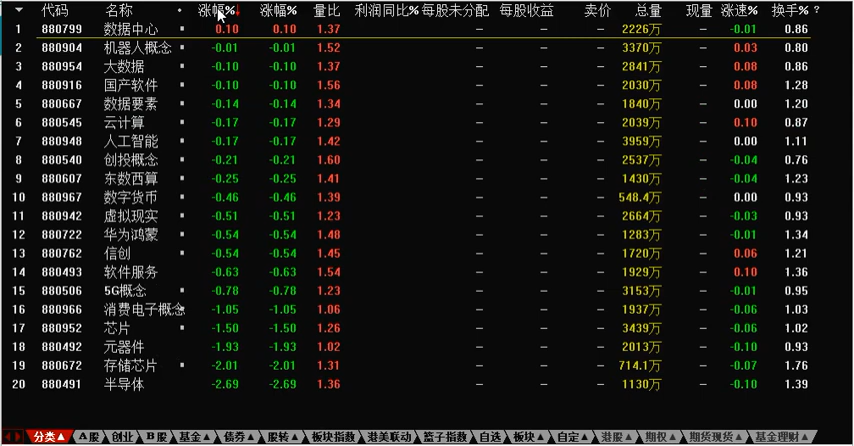 代码 名称 涨幅%↓ 涨幅% 量比 利润同比% 每股未分配 每股收益 卖价 总量 现量 涨速% 换手% ?
1 880799 数据中心 0.10 0.10 1.37 – – – 2226万 – -0.01 0.86
2 880904 机器人概念 -0.01 -0.01 1.52 – – – 3370万 – 0.03 0.80
3 880954 大数据 -0.10 -0.10 1.37 – – – 2841万 – 0.08 0.86
4 880916 国产软件 -0.10 -0.10 1.56 – – – 2030万 – 0.08 1.28
5 880667 数据要素 -0.14 -0.14 1.34 – – – 1840万 – 0.00 1.20
6 880545 云计算 -0.17 -0.17 1.29 – – – 2039万 – 0.10 0.87
7 880948 人工智能 -0.17 -0.17 1.42 – – – 3959万 – 0.00 1.11
8 880540 创投概念 -0.21 -0.21 1.60 – – – 2537万 – -0.04 0.76
9 880607 东数西算 -0.25 -0.25 1.41 – – – 1430万 – -0.04 1.23
10 880967 数字货币 -0.46 -0.46 1.39 – – – 548.4万 – 0.00 0.93
11 880942 虚拟现实 -0.51 -0.51 1.23 – – – 2664万 – -0.03 0.93
12 880722 华为鸿蒙 -0.54 -0.54 1.48 – – – 1283万 – -0.01 1.34
13 880762 信创 -0.54 -0.54 1.45 – – – 1720万 – 0.06 1.21
14 880493 软件服务 -0.63 -0.63 1.54 – – – 1929万 – 0.10 1.36
15 880506 5G概念 -0.78 -0.78 1.23 – – – 3153万 – -0.01 0.95
16 880966 消费电子概念 -1.05 -1.05 1.06 – – – 1937万 – -0.06 1.03
17 880952 芯片 -1.50 -1.50 1.26 – – – 3439万 – -0.06 1.02
18 880492 元器件 -1.93 -1.93 1.02 – – – 2013万 – -0.10 0.93
19 880672 存储芯片 -2.01 -2.01 1.31 – – – 714.1万 – -0.07 1.76
20 880491 半导体 -2.69 -2.69 1.36 – – – 1130万 – -0.10 1.39
分类▲ A股 创业 B股 基金▲ 债券▲ 股转▲ 板块指数 港美联动 篮子指数 自选 板块▲ 自定▲ 港股▲ 期权▲ 期货现货▲ 基金理财▲